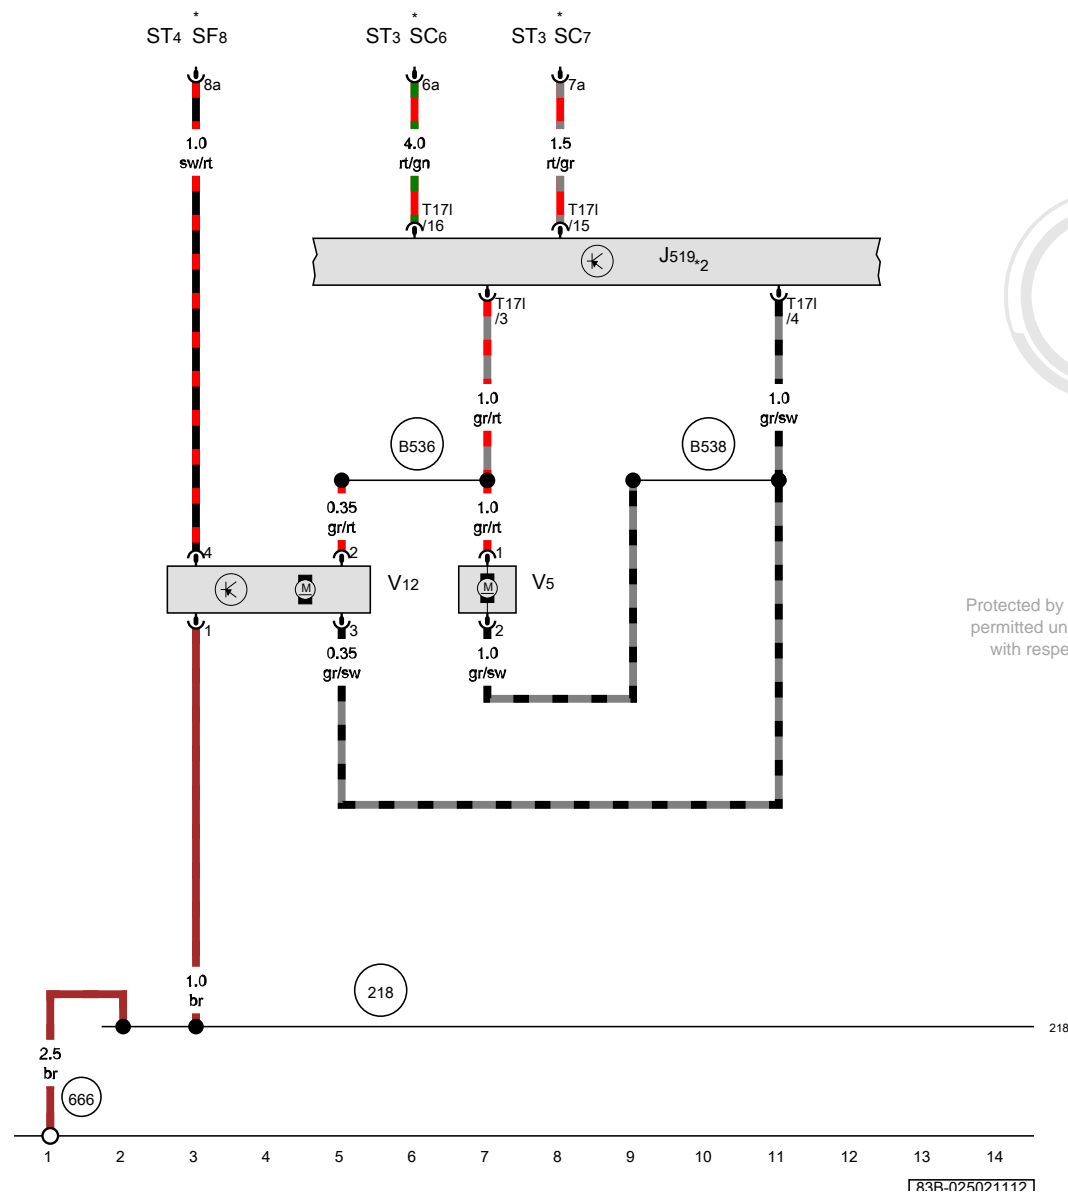 * * *
ST4 SF8 ST3 SC6 ST3 SC7
8a 6a 7a
1.0 4.0 1.5
sw/rt rt/gn rt/gr
T17l T17l
/16 /15
J519*2
T17l T17l
/3 /4
1.0 1.0
gr/rt gr/sw
B536 B538
0.35 1.0
gr/rt gr/rt
4 2 1
M V12 M V5
1 3 2
0.35 1.0
gr/sw gr/sw
Protected by
permitted un
with respe
1.0
br
218
218
2.5
br
666
1 2 3 4 5 6 7 8 9 10 11 12 13 14
83B-025021112